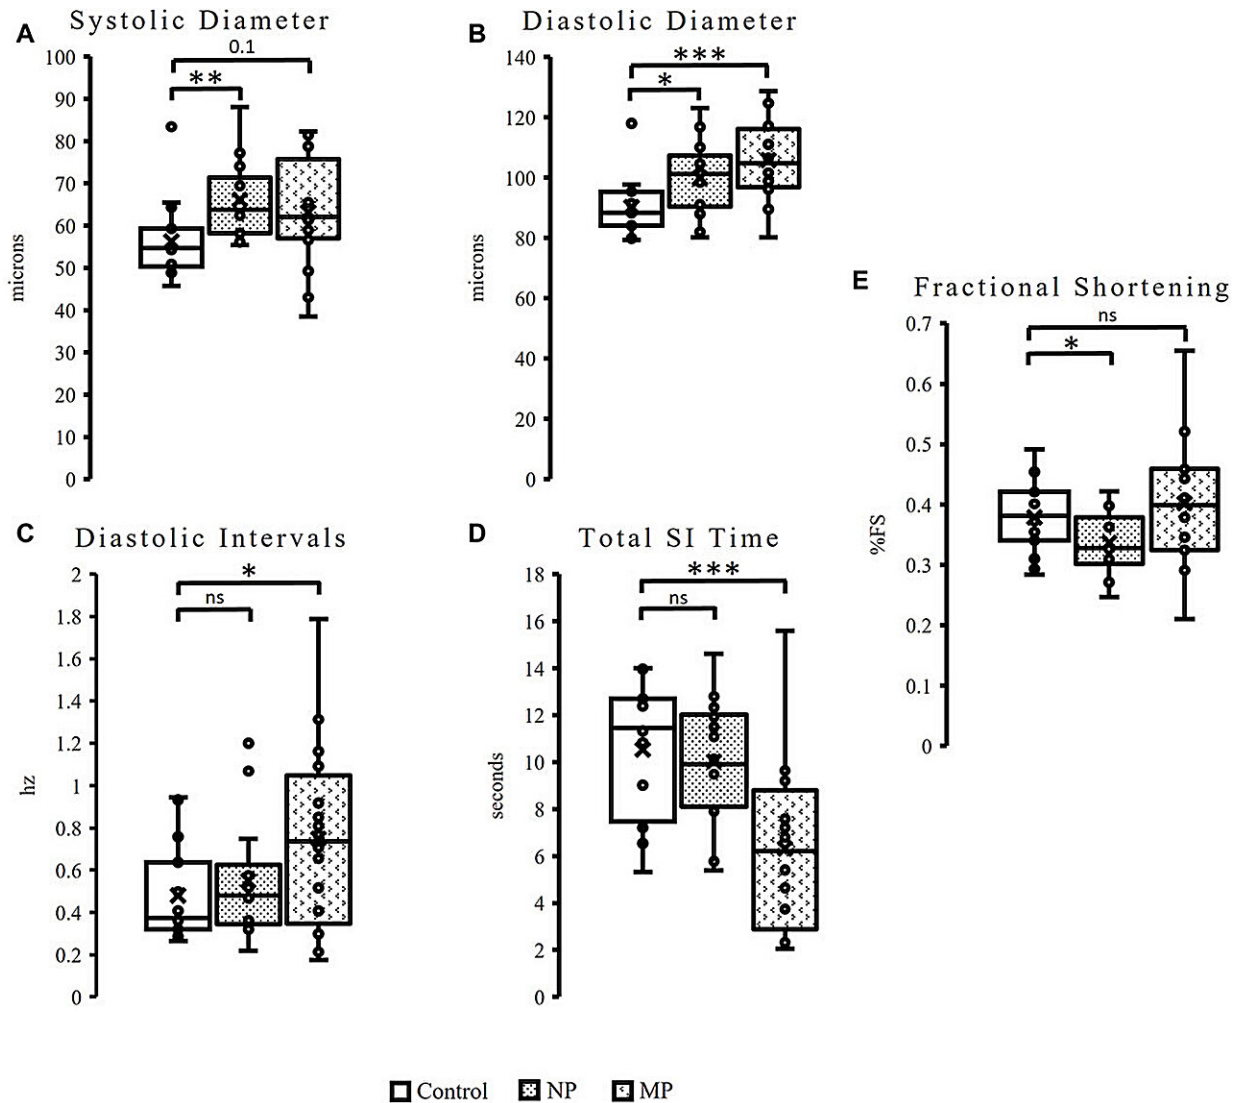 A
Systolic Diameter
0.1
**
100
90
80
70
60
50
40
30
20
10
0
microns
B
Diastolic Diameter
***
*
140
120
100
80
60
40
20
0
microns
C
Diastolic Intervals
*
ns
2
1.8
1.6
1.4
1.2
1
0.8
0.6
0.4
0.2
0
hz
D
Total SI Time
***
ns
18
16
14
12
10
8
6
4
2
0
seconds
E
Fractional Shortening
ns
*
0.7
0.6
0.5
0.4
0.3
0.2
0.1
0
%FS
Control NP MP